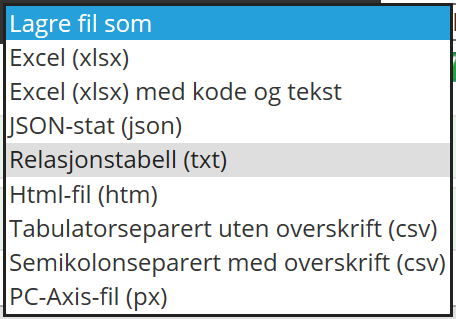 Lagre fil som
Excel (xlsx)
Excel (xlsx) med kode og tekst
JSON-stat (json)
Relasjonstabell (txt)
Html-fil (htm)
Tabulatorseparert uten overskrift (csv)
Semikolonseparert med overskrift (csv)
PC-Axis-fil (px)